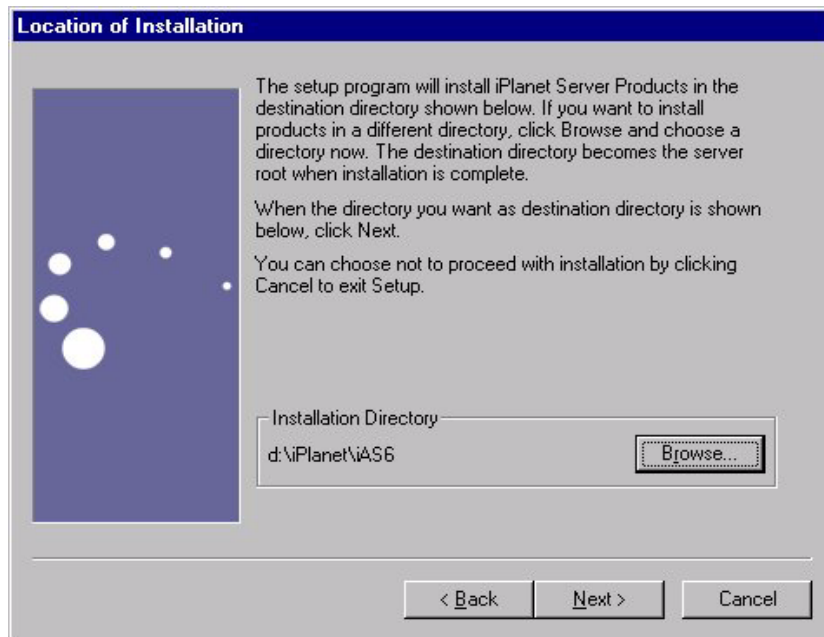 Location of Installation
The setup program will install iPlanet Server Products in the
destination directory shown below. If you want to install
products in a different directory, click Browse and choose a
directory now. The destination directory becomes the server
root when installation is complete.
When the directory you want as destination directory is shown
below, click Next.
You can choose not to proceed with installation by clicking
Cancel to exit Setup.
Installation Directory
d:\iPlanet\iAS6
Browse...
< Back
Next >
Cancel